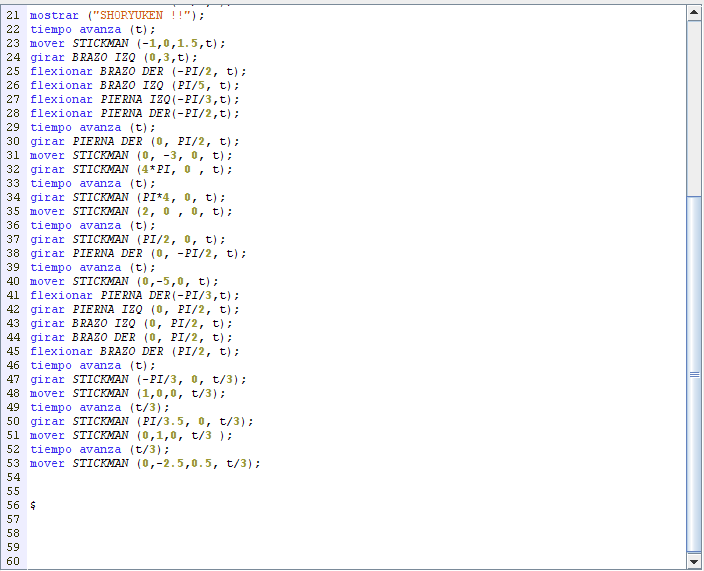 21 mostrar ("SHORYUKEN !!");
22 tiempo avanza (t);
23 mover STICKMAN (-1,0,1.5,t);
24 girar BRAZO IZQ (0,3,t);
25 flexionar BRAZO DER (-PI/2, t);
26 flexionar BRAZO IZQ (PI/5, t);
27 flexionar PIERNA IZQ(-PI/3,t);
28 flexionar PIERNA DER(-PI/2,t);
29 tiempo avanza (t);
30 girar PIERNA DER (0, PI/2, t);
31 mover STICKMAN (0, -3, 0, t);
32 girar STICKMAN (4*PI, 0 , t);
33 tiempo avanza (t);
34 girar STICKMAN (PI*4, 0, t);
35 mover STICKMAN (2, 0 , 0, t);
36 tiempo avanza (t);
37 girar STICKMAN (PI/2, 0, t);
38 girar PIERNA DER (0, -PI/2, t);
39 tiempo avanza (t);
40 mover STICKMAN (0,-5,0, t);
41 flexionar PIERNA DER(-PI/3,t);
42 girar PIERNA IZQ (0, PI/2, t);
43 girar BRAZO IZQ (0, PI/2, t);
44 girar BRAZO DER (0, PI/2, t);
45 flexionar BRAZO DER (PI/2, t);
46 tiempo avanza (t);
47 girar STICKMAN (-PI/3, 0, t/3);
48 mover STICKMAN (1,0,0, t/3);
49 tiempo avanza (t/3);
50 girar STICKMAN (PI/3.5, 0, t/3);
51 mover STICKMAN (0,1,0, t/3 );
52 tiempo avanza (t/3);
53 mover STICKMAN (0,-2.5,0.5, t/3);
54
55
56 $
57
58
59
60